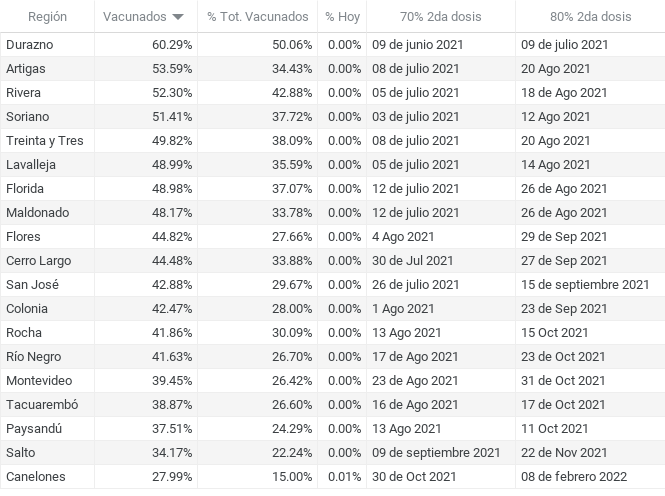 Región Vacunados % Tot. Vacunados % Hoy 70% 2da dosis 80% 2da dosis
Durazno 60.29% 50.06% 0.00% 09 de junio 2021 09 de julio 2021
Artigas 53.59% 34.43% 0.00% 08 de julio 2021 20 Ago 2021
Rivera 52.30% 42.88% 0.00% 05 de julio 2021 18 de Ago 2021
Soriano 51.41% 37.72% 0.00% 03 de julio 2021 12 Ago 2021
Treinta y Tres 49.82% 38.09% 0.00% 08 de julio 2021 20 Ago 2021
Lavalleja 48.99% 35.59% 0.00% 05 de julio 2021 14 Ago 2021
Florida 48.98% 37.07% 0.00% 12 de julio 2021 26 de Ago 2021
Maldonado 48.17% 33.78% 0.00% 12 de julio 2021 26 de Ago 2021
Flores 44.82% 27.66% 0.00% 4 Ago 2021 29 de Sep 2021
Cerro Largo 44.48% 33.88% 0.00% 30 de Jul 2021 27 de Sep 2021
San José 42.88% 29.67% 0.00% 26 de julio 2021 15 de septiembre 2021
Colonia 42.47% 28.00% 0.00% 1 Ago 2021 23 de Sep 2021
Rocha 41.86% 30.09% 0.00% 13 Ago 2021 15 Oct 2021
Río Negro 41.63% 26.70% 0.00% 17 de Ago 2021 23 de Oct 2021
Montevideo 39.45% 26.42% 0.00% 23 de Ago 2021 31 de Oct 2021
Tacuarembó 38.87% 26.60% 0.00% 16 de Ago 2021 17 de Oct 2021
Paysandú 37.51% 24.29% 0.00% 13 Ago 2021 11 Oct 2021
Salto 34.17% 22.24% 0.00% 09 de septiembre 2021 22 de Nov 2021
Canelones 27.99% 15.00% 0.01% 30 de Oct 2021 08 de febrero 2022